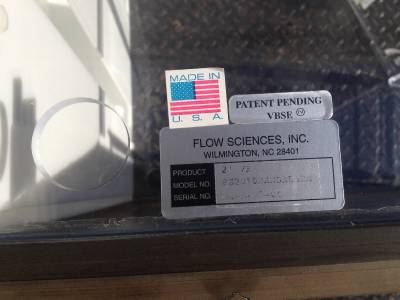 MADE IN
U. S. A.
PATENT PENDING
VBSE
FLOW SCIENCES, INC.
WILMINGTON, NC 28401
PRODUCT
MODEL NO.
SERIAL NO.